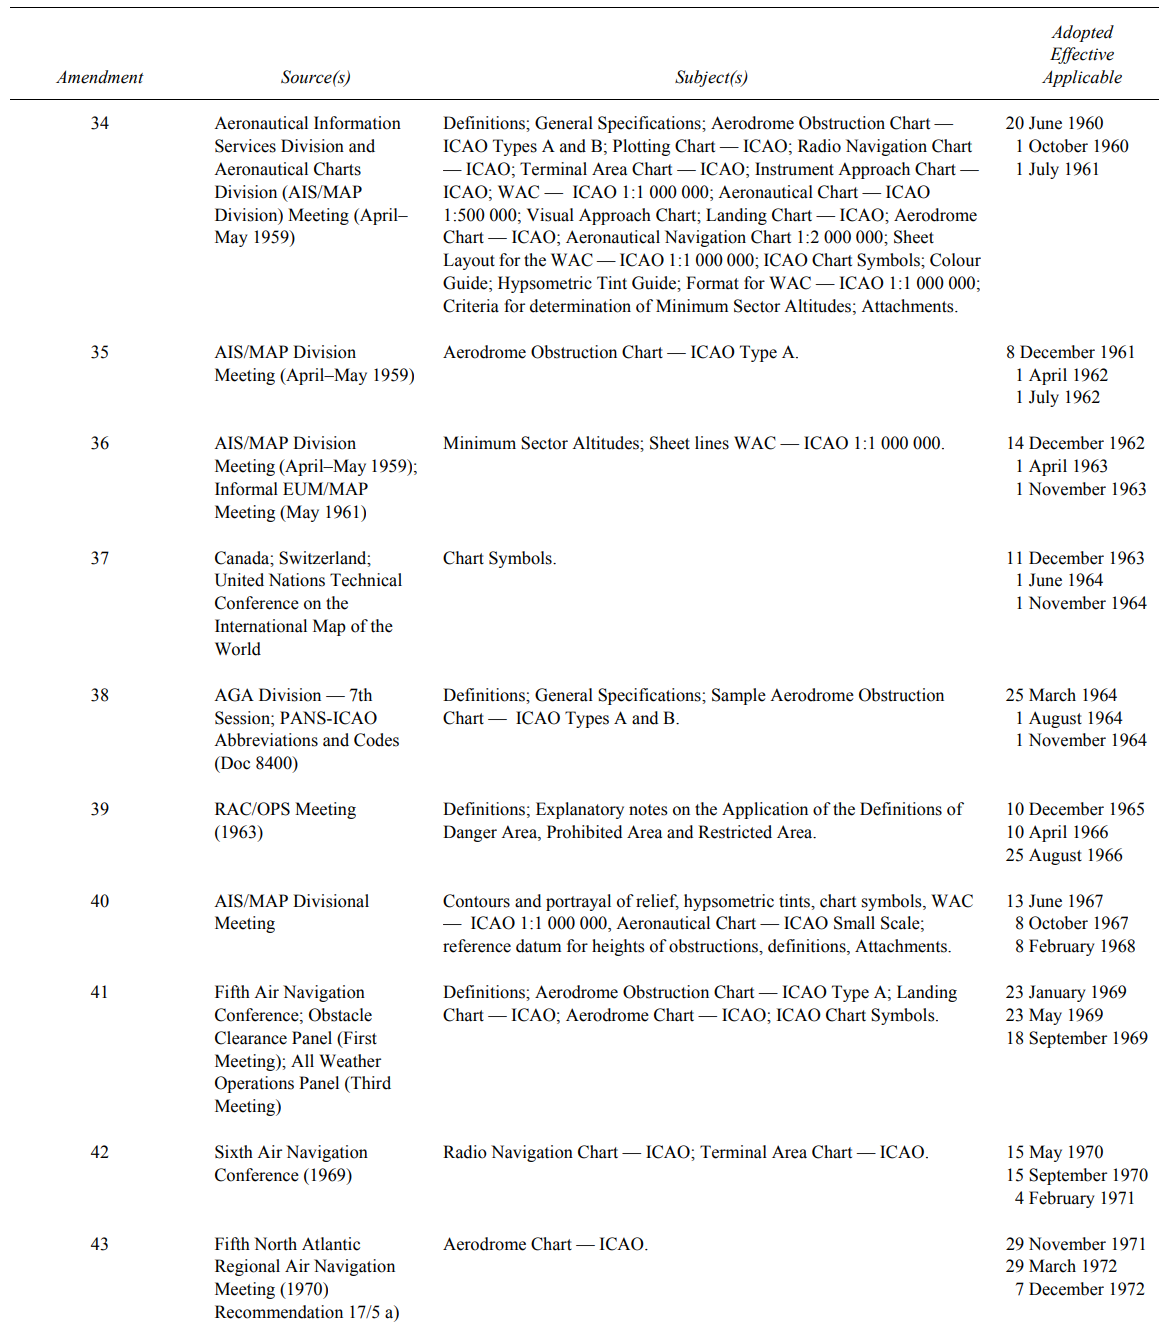 Adopted
Effective
Amendment Source(s) Subject(s) Applicable
34 Aeronautical Information Definitions; General Specifications; Aerodrome Obstruction Chart — 20 June 1960
Services Division and ICAO Types A and B; Plotting Chart — ICAO; Radio Navigation Chart 1 October 1960
Aeronautical Charts — ICAO; Terminal Area Chart — ICAO; Instrument Approach Chart — 1 July 1961
Division (AIS/MAP ICAO; WAC — ICAO 1:1 000 000; Aeronautical Chart — ICAO
Division) Meeting (April– 1:500 000; Visual Approach Chart; Landing Chart — ICAO; Aerodrome
May 1959) Chart — ICAO; Aeronautical Navigation Chart 1:2 000 000; Sheet
Layout for the WAC — ICAO 1:1 000 000; ICAO Chart Symbols; Colour
Guide; Hypsometric Tint Guide; Format for WAC — ICAO 1:1 000 000;
Criteria for determination of Minimum Sector Altitudes; Attachments.
35 AIS/MAP Division Aerodrome Obstruction Chart — ICAO Type A. 8 December 1961
Meeting (April–May 1959) 1 April 1962
1 July 1962
36 AIS/MAP Division Minimum Sector Altitudes; Sheet lines WAC — ICAO 1:1 000 000. 14 December 1962
Meeting (April–May 1959); 1 April 1963
Informal EUM/MAP 1 November 1963
Meeting (May 1961)
37 Canada; Switzerland; Chart Symbols. 11 December 1963
United Nations Technical 1 June 1964
Conference on the 1 November 1964
International Map of the
World
38 AGA Division — 7th Definitions; General Specifications; Sample Aerodrome Obstruction 25 March 1964
Session; PANS-ICAO Chart — ICAO Types A and B. 1 August 1964
Abbreviations and Codes 1 November 1964
(Doc 8400)
39 RAC/OPS Meeting Definitions; Explanatory notes on the Application of the Definitions of 10 December 1965
(1963) Danger Area, Prohibited Area and Restricted Area. 10 April 1966
25 August 1966
40 AIS/MAP Divisional Contours and portrayal of relief, hypsometric tints, chart symbols, WAC 13 June 1967
Meeting — ICAO 1:1 000 000, Aeronautical Chart — ICAO Small Scale; 8 October 1967
reference datum for heights of obstructions, definitions, Attachments. 8 February 1968
41 Fifth Air Navigation Definitions; Aerodrome Obstruction Chart — ICAO Type A; Landing 23 January 1969
Conference; Obstacle Chart — ICAO; Aerodrome Chart — ICAO; ICAO Chart Symbols. 23 May 1969
Clearance Panel (First 18 September 1969
Meeting); All Weather
Operations Panel (Third
Meeting)
42 Sixth Air Navigation Radio Navigation Chart — ICAO; Terminal Area Chart — ICAO. 15 May 1970
Conference (1969) 15 September 1970
4 February 1971
43 Fifth North Atlantic Aerodrome Chart — ICAO. 29 November 1971
Regional Air Navigation 29 March 1972
Meeting (1970) 7 December 1972
Recommendation 17/5 a)